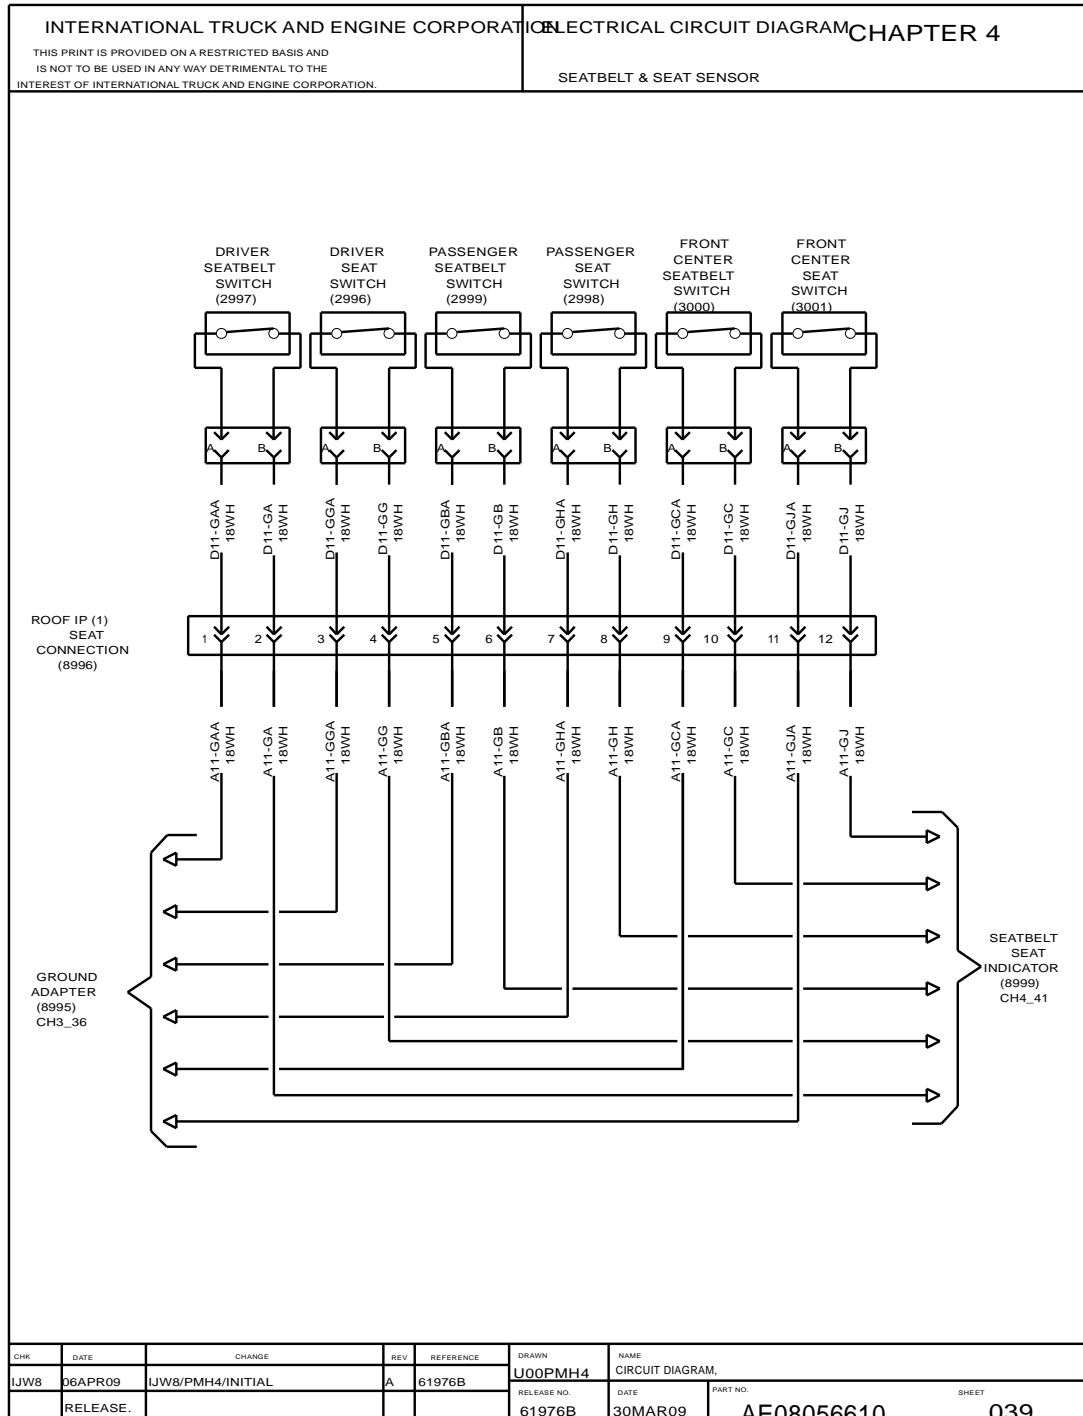 INTERNATIONAL TRUCK AND ENGINE CORPORATION
ELECTRICAL CIRCUIT DIAGRAM
CHAPTER 4
THIS PRINT IS PROVIDED ON A RESTRICTED BASIS AND
IS NOT TO BE USED IN ANY WAY DETRIMENTAL TO THE
INTEREST OF INTERNATIONAL TRUCK AND ENGINE CORPORATION.
SEATBELT & SEAT SENSOR
DRIVER
SEATBELT
SWITCH
(2997)
DRIVER
SEAT
SWITCH
(2996)
PASSENGER
SEATBELT
SWITCH
(2999)
PASSENGER
SEAT
SWITCH
(2998)
FRONT
CENTER
SEATBELT
SWITCH
(3000)
FRONT
CENTER
SEAT
SWITCH
(3001)
A B A B A B A B A B A B
D11-GAA
18WH
D11-GA
18WH
D11-GGA
18WH
D11-GG
18WH
D11-GBA
18WH
D11-GB
18WH
D11-GHA
18WH
D11-GH
18WH
D11-GCA
18WH
D11-GC
18WH
D11-GJA
18WH
D11-GJ
18WH
ROOF IP (1)
SEAT
CONNECTION
(8996)
1 2 3 4 5 6 7 8 9 10 11 12
A11-GAA
18WH
A11-GA
18WH
A11-GGA
18WH
A11-GG
18WH
A11-GBA
18WH
A11-GB
18WH
A11-GHA
18WH
A11-GH
18WH
A11-GCA
18WH
A11-GC
18WH
A11-GJA
18WH
A11-GJ
18WH
GROUND
ADAPTER
(8995)
CH3_36
SEATBELT
SEAT
INDICATOR
(8999)
CH4_41
CHK DATE CHANGE REV REFERENCE
IJW8 06APR09 IJW8/PMH4/INITIAL A 61976B
RELEASE.
DRAWN
U00PMH4
NAME
CIRCUIT DIAGRAM,
RELEASE NO.
61976B
DATE
30MAR09
PART NO.
AE08056610
SHEET
039